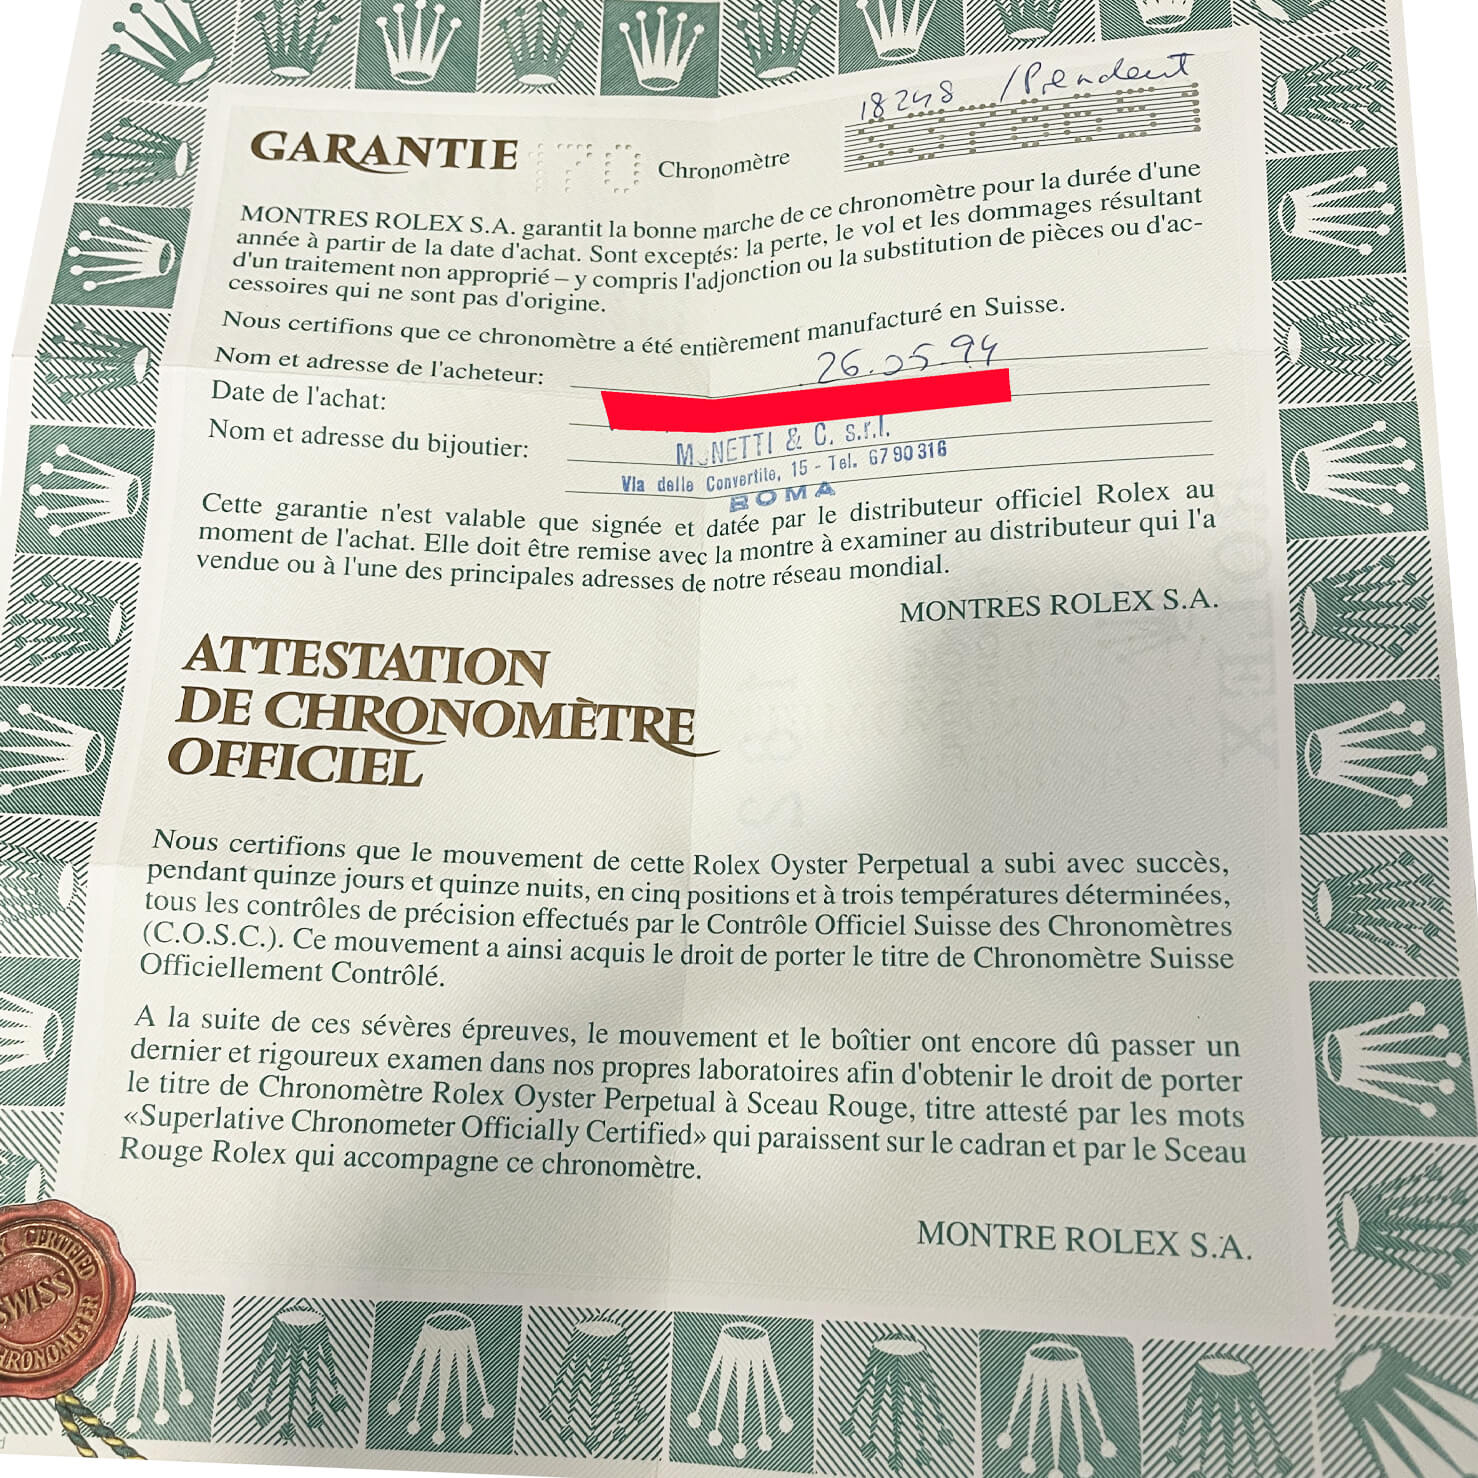 18248 /Pendent
GARANTIE 170 Chronomètre
MONTRES ROLEX S.A. garantit la bonne marche de ce chronomètre pour la durée d'une
année à partir de la date d'achat. Sont exceptés: la perte, le vol et les dommages résultant
d'un traitement non approprié – y compris l'adjonction ou la substitution de pièces ou d'ac-
cessoires qui ne sont pas d'origine.
Nous certifions que ce chronomètre a été entièrement manufacturé en Suisse.
Nom et adresse de l'acheteur:
26.05.94
Date de l'achat:
Nom et adresse du bijoutier:
& C. s.r.l.
Via delle Convertite, 15 - Tel. 6790316
ROMA
Cette garantie n'est valable que signée et datée par le distributeur officiel Rolex au
moment de l'achat. Elle doit être remise avec la montre à examiner au distributeur qui l'a
vendue ou à l'une des principales adresses de notre réseau mondial.
MONTRES ROLEX S.A.
ATTESTATION
DE CHRONOMÈTRE
OFFICIEL
Nous certifions que le mouvement de cette Rolex Oyster Perpetual a subi avec succès,
pendant quinze jours et quinze nuits, en cinq positions et à trois températures déterminées,
tous les contrôles de précision effectués par le Contrôle Officiel Suisse des Chronomètres
(C.O.S.C.). Ce mouvement a ainsi acquis le droit de porter le titre de Chronomètre Suisse
Officiellement Contrôlé.
A la suite de ces sévères épreuves, le mouvement et le boîtier ont encore dû passer un
dernier et rigoureux examen dans nos propres laboratoires afin d'obtenir le droit de porter
le titre de Chronomètre Rolex Oyster Perpetual à Sceau Rouge, titre attesté par les mots
«Superlative Chronometer Officially Certified» qui paraissent sur le cadran et par le Sceau
Rouge Rolex qui accompagne ce chronomètre.
MONTRE ROLEX S.A.
CERTIFIED
SWISS
CHRONOMETER